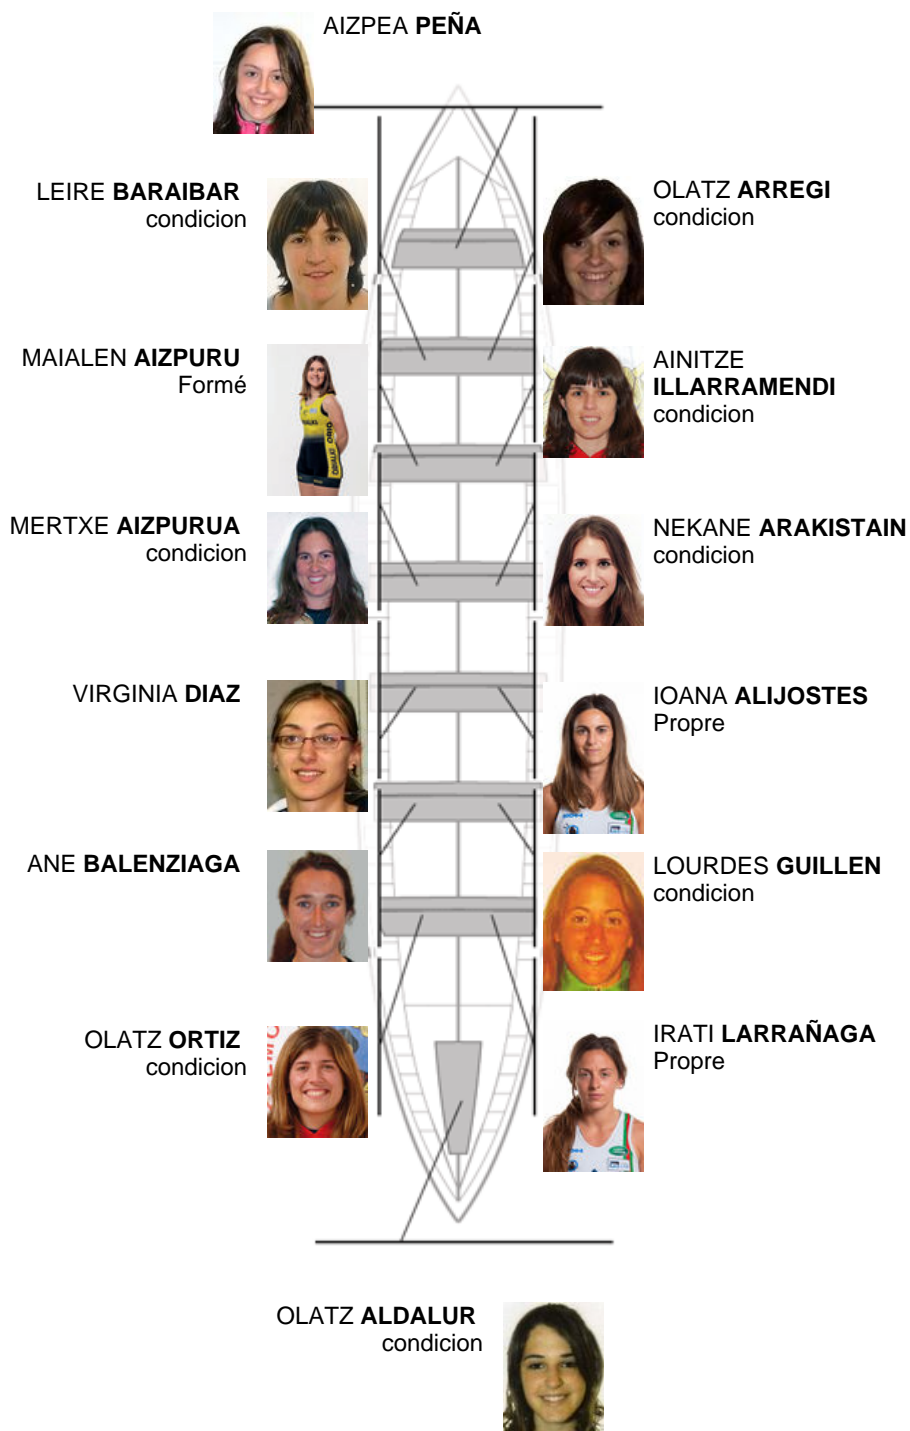 AIZPEA PEÑA
LEIRE BARAIBAR
condicion
OLATZ ARREGI
condicion
MAIALEN AIZPURU
Formé
AINITZE
ILLARRAMENDI
condicion
MERTXE AIZPURUA
condicion
NEKANE ARAKISTAIN
condicion
VIRGINIA DIAZ
IOANA ALIJOSTES
Propre
ANE BALENZIAGA
LOURDES GUILLEN
condicion
OLATZ ORTIZ
condicion
IRATI LARRAÑAGA
Propre
OLATZ ALDALUR
condicion